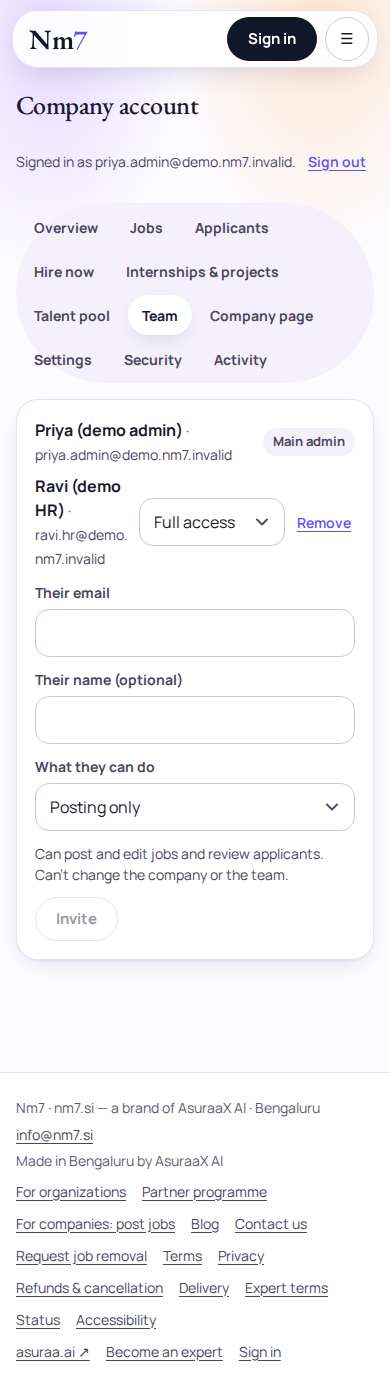 Nm7
Sign in
☰
Company account
Signed in as priya.admin@demo.nm7.invalid. Sign out
Overview Jobs Applicants
Hire now Internships & projects
Talent pool Team Company page
Settings Security Activity
Priya (demo admin) ·
priya.admin@demo.nm7.invalid
Main admin
Ravi (demo
HR) ·
ravi.hr@demo.
nm7.invalid
Full access
Remove
Their email
Their name (optional)
What they can do
Posting only
Can post and edit jobs and review applicants.
Can't change the company or the team.
Invite
Nm7 · nm7.si — a brand of AsuraaX AI · Bengaluru
info@nm7.si
Made in Bengaluru by AsuraaX AI
For organizations Partner programme
For companies: post jobs Blog Contact us
Request job removal Terms Privacy
Refunds & cancellation Delivery Expert terms
Status Accessibility
asuraa.ai ↗ Become an expert Sign in